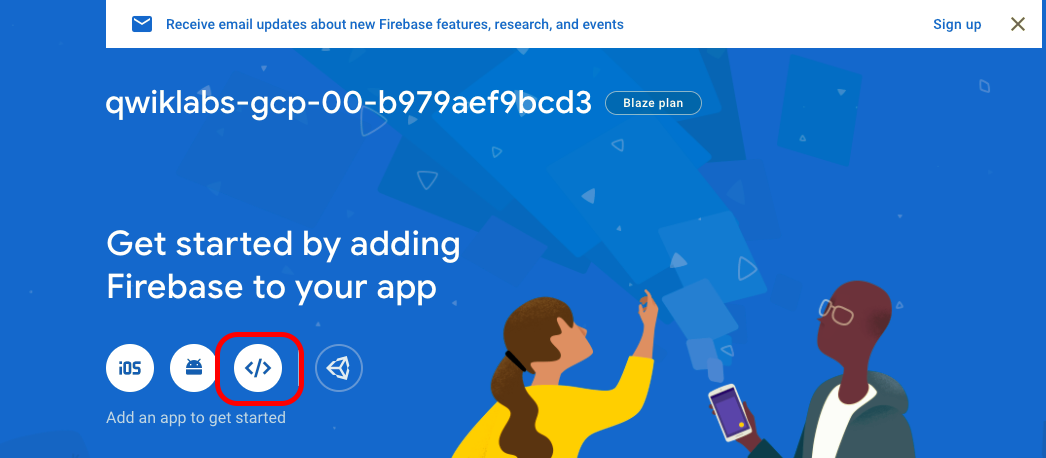 Receive email updates about new Firebase features, research, and events
Sign up
qwiklabs-gcp-00-b979aef9bcd3
Blaze plan
Get started by adding
Firebase to your app
iOS
</>
Add an app to get started